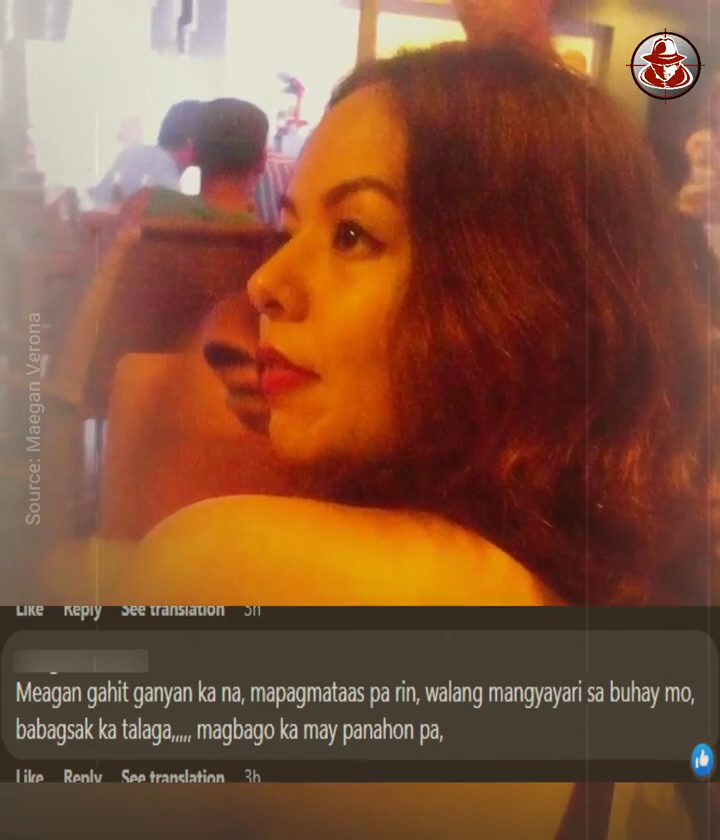 Source: Maegan Verona
Like Reply See translation 3h
Meagan gahit ganyan ka na, mapagmataas pa rin, walang mangyayari sa buhay mo,
babagsak ka talaga,,,,, magbago ka may panahon pa,
Like Reply See translation 3h